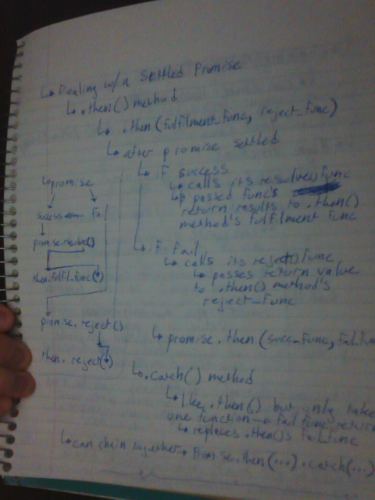 ↳ Dealing w/a Settled Promise
↳ .then() method
↳ .then(fulfilment_func, reject_func)
↳ after promise settled
↳ If success
↳ calls its resolve func
↳ passed func's
return results to .then()
method's fulfilment func
↳ If fail
↳ calls its reject() func
↳ passes return value
to .then() method's
reject_func
↳ promise
success fail
promise.resolve()
then.fulfil_func(*)
promise.reject()
then.reject(*)
↳ promise.then(succ_func, fail_func
↳ .catch() method
↳ like .then() but only takes
one function → a fail func return
↳ replaces .then()'s fail func
↳ can chain together → Promise.then(...).catch(...)